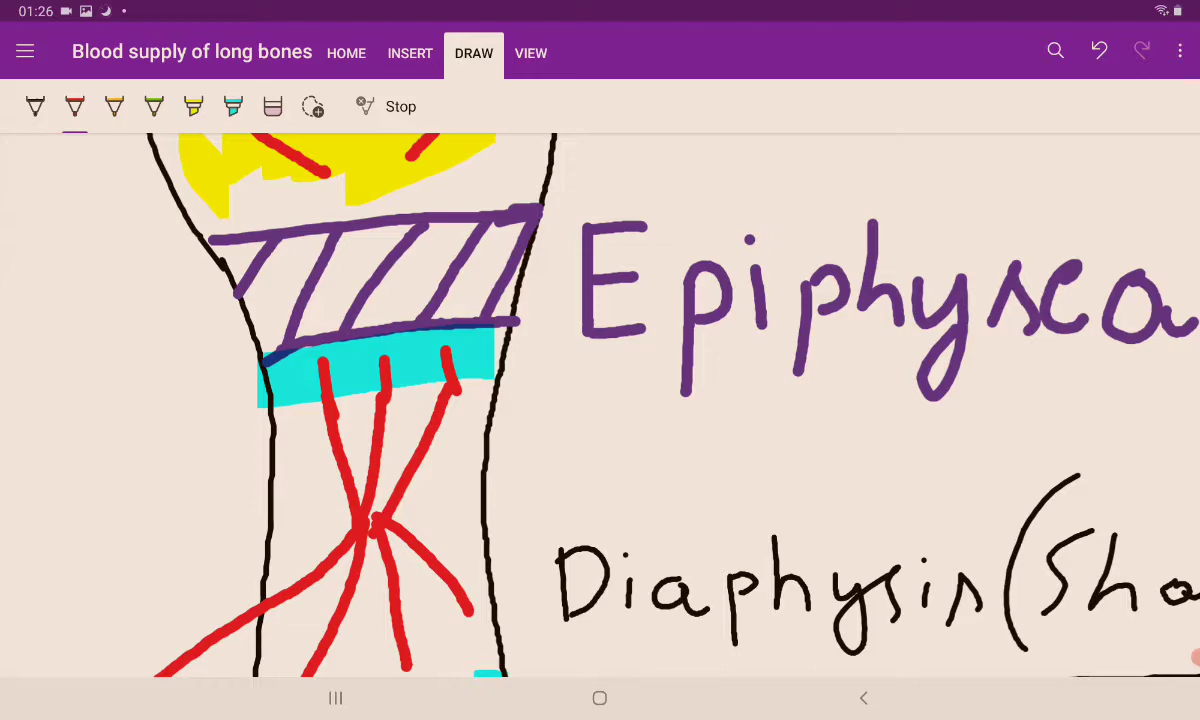 01:26
Blood supply of long bones HOME INSERT DRAW VIEW
Stop
Epiphysea
Diaphysis (Sha